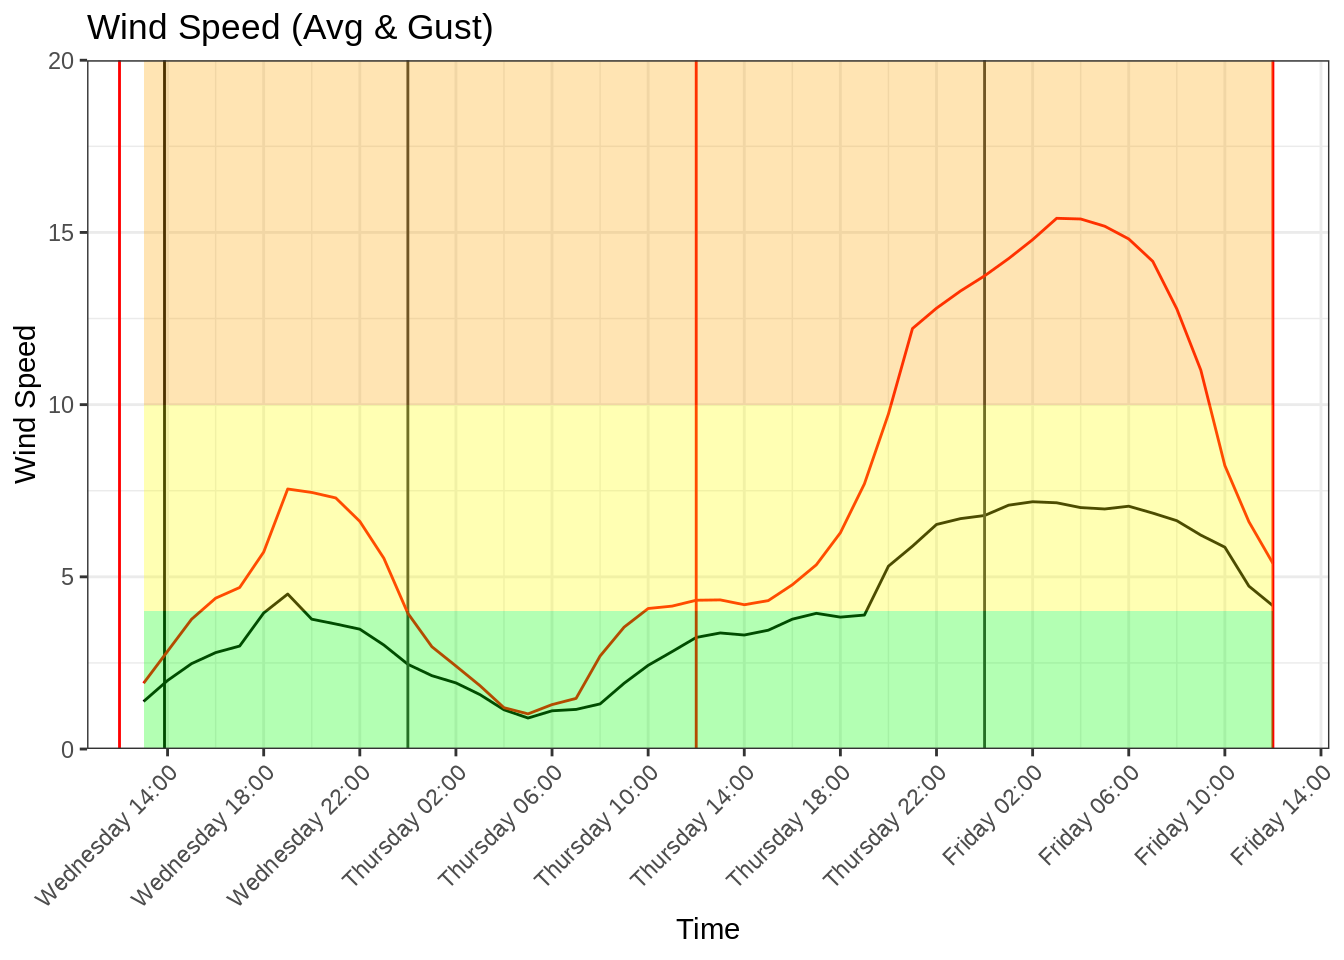 Wind Speed (Avg & Gust)
20
15
10
5
0
Wind Speed
Wednesday 14:00
Wednesday 18:00
Wednesday 22:00
Thursday 02:00
Thursday 06:00
Thursday 10:00
Thursday 14:00
Thursday 18:00
Thursday 22:00
Friday 02:00
Friday 06:00
Friday 10:00
Friday 14:00
Time